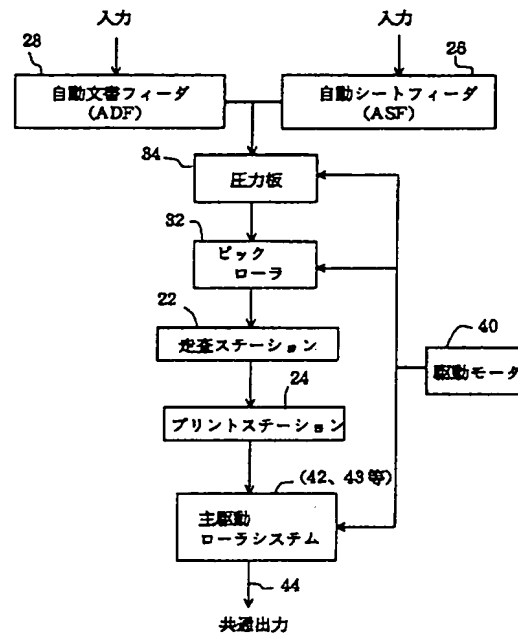 入力
入力
28
26
自動文書フィーダ
(ADF)
自動シートフィーダ
(ASF)
34
圧力板
32
ピック
ローラ
22
走査ステーション
40
駆動モータ
24
プリントステーション
(42、43等)
主駆動
ローラシステム
44
共通出力